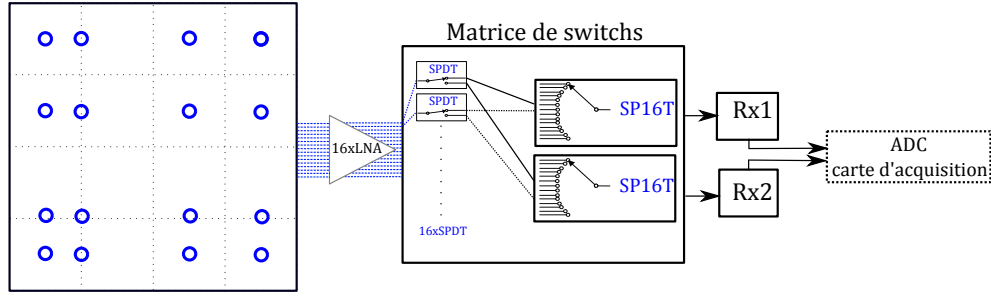 Matrice de switchs
SPDT
SPDT
SP16T
SP16T
16xLNA
16xSPDT
Rx1
Rx2
ADC
carte d'acquisition